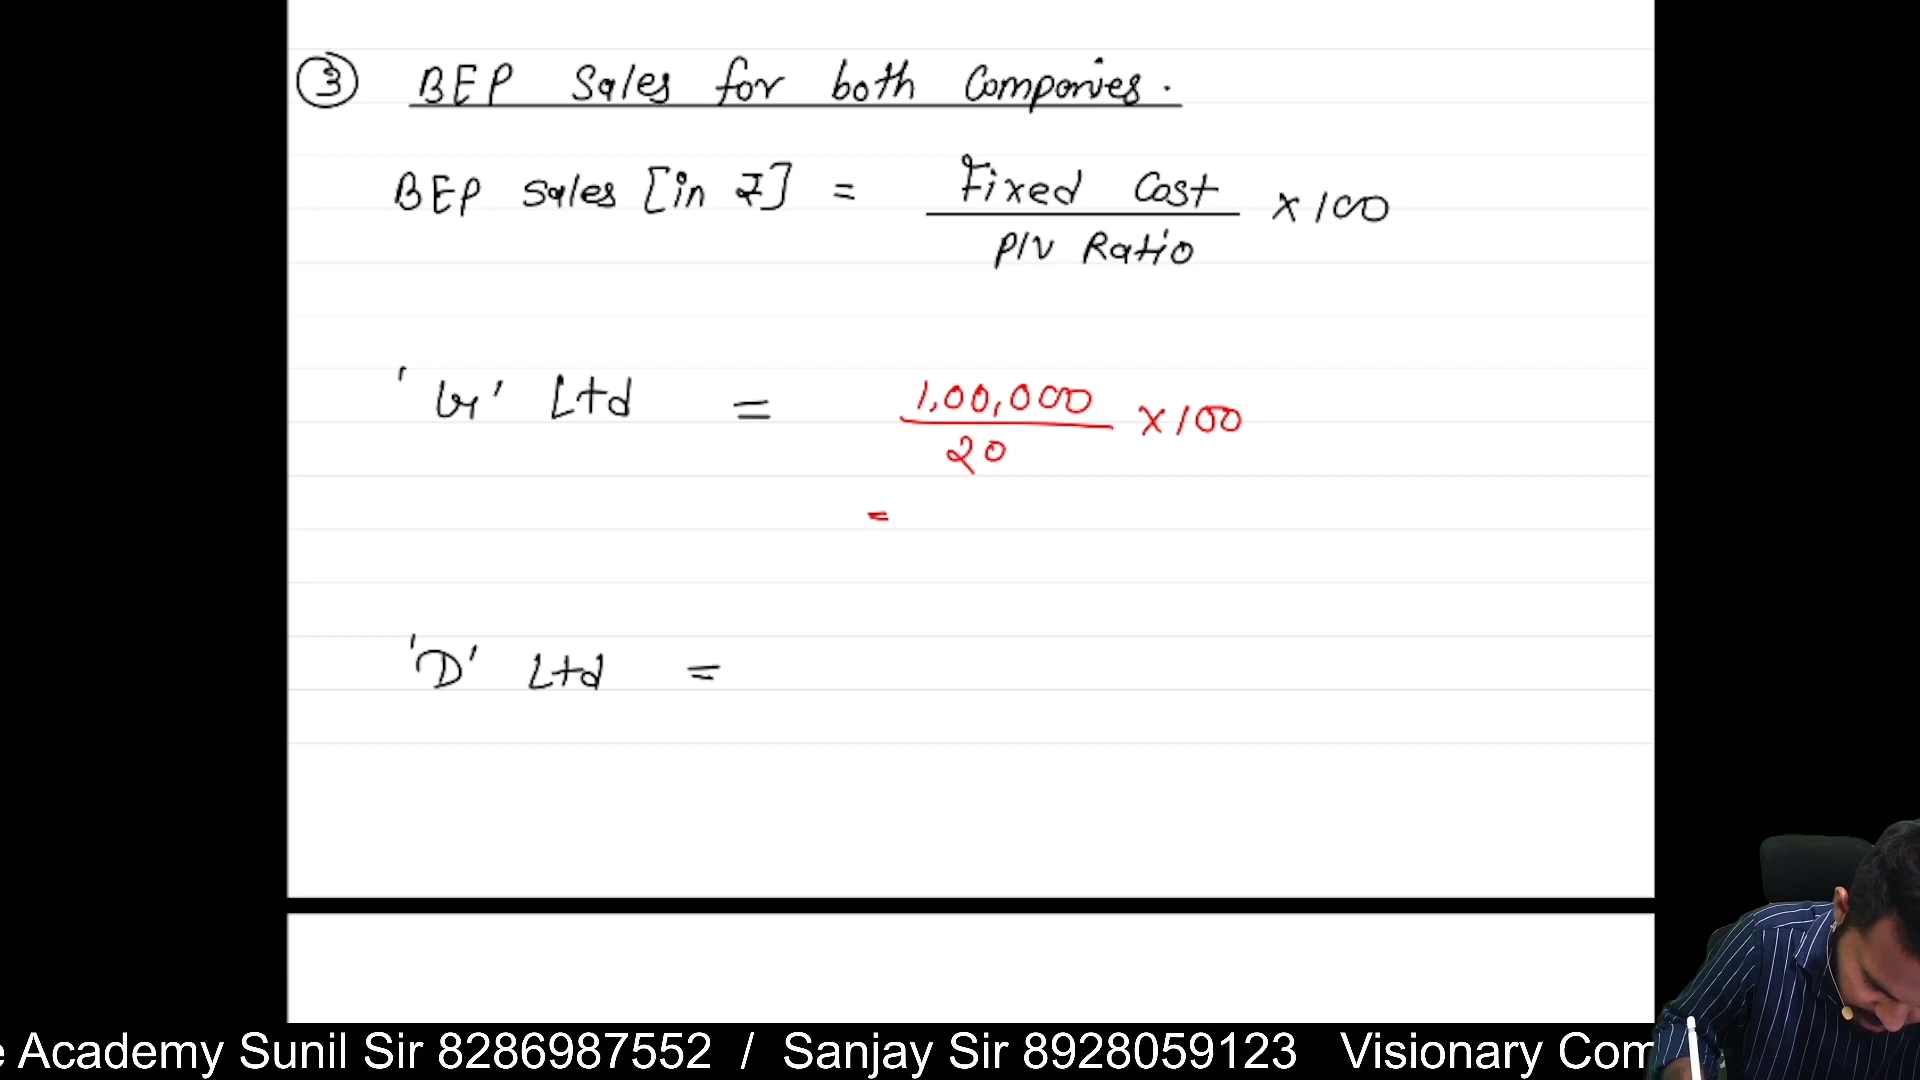 ③ BEP Sales for both Companies.
BEP Sales [in ₹] = Fixed Cost / P/V Ratio × 100
'G' Ltd = 1,00,000 / 20 × 100
=
'D' Ltd =
e Academy Sunil Sir 8286987552 / Sanjay Sir 8928059123 Visionary Com